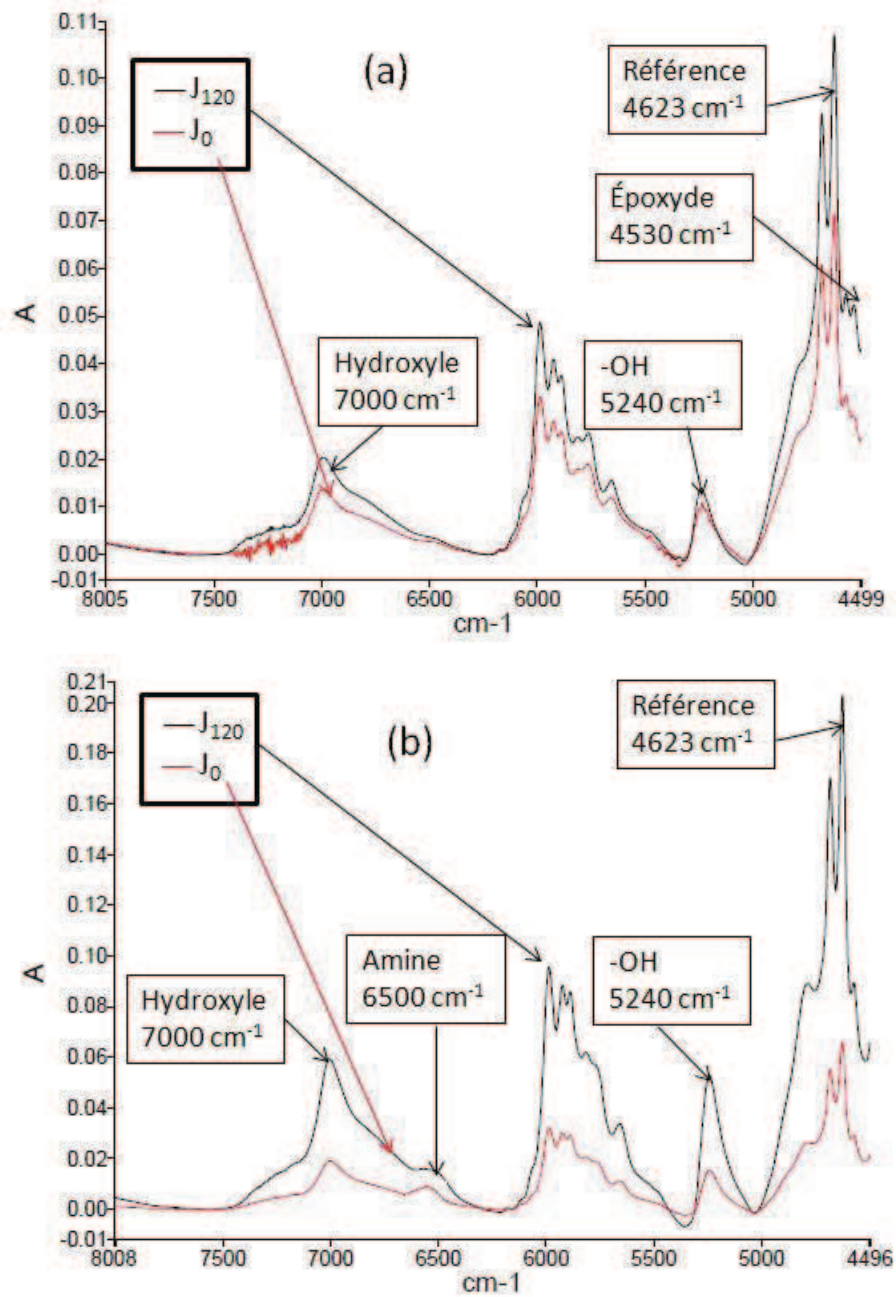 0.11
(a)
J120
J0
Référence
4623 cm-1
0.10
0.09
0.08
Époxyde
4530 cm-1
0.07
0.06
A
0.05
Hydroxyle
7000 cm-1
-OH
5240 cm-1
0.04
0.03
0.02
0.01
0.00
-0.01
8005 7500 7000 6500 6000 5500 5000 4499
cm-1
0.21
0.20
(b)
J120
J0
Référence
4623 cm-1
0.18
0.16
0.14
0.12
0.10
A
Amine
6500 cm-1
-OH
5240 cm-1
Hydroxyle
7000 cm-1
0.08
0.06
0.04
0.02
0.00
-0.01
8008 7500 7000 6500 6000 5500 5000 4496
cm-1